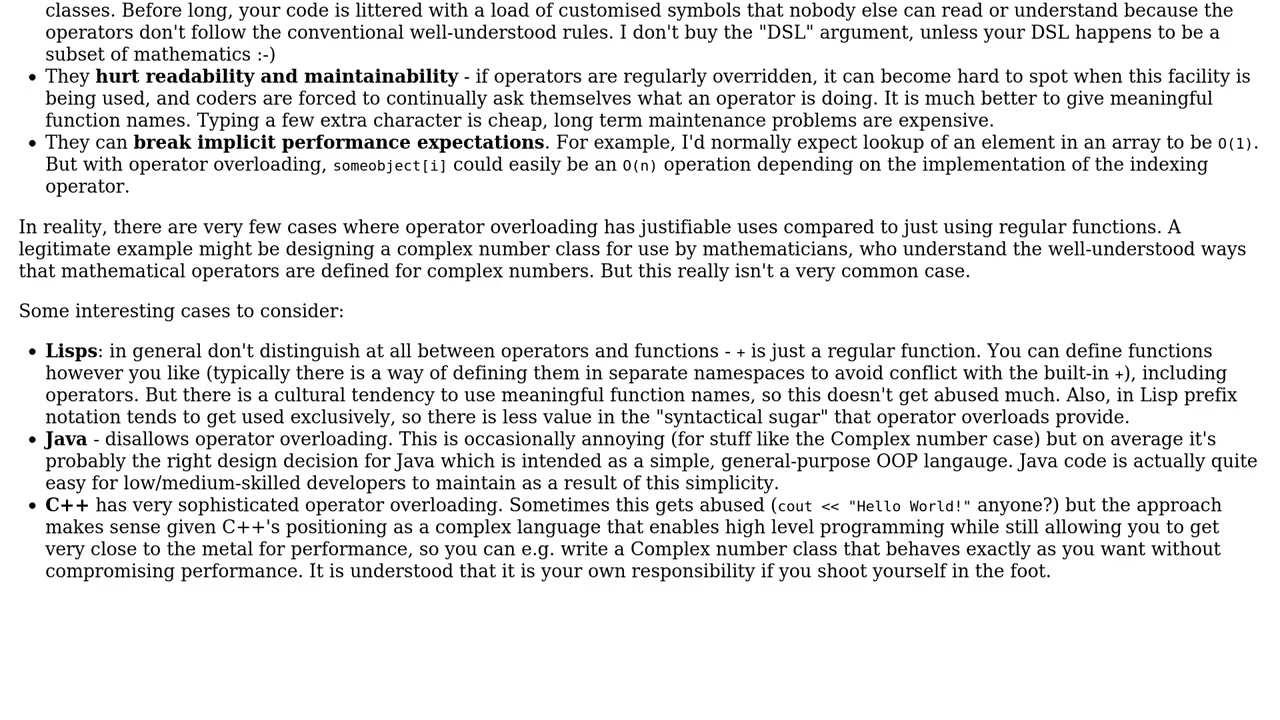 classes. Before long, your code is littered with a load of customised symbols that nobody else can read or understand because the
operators don't follow the conventional well-understood rules. I don't buy the "DSL" argument, unless your DSL happens to be a
subset of mathematics :-)
• They hurt readability and maintainability - if operators are regularly overridden, it can become hard to spot when this facility is
being used, and coders are forced to continually ask themselves what an operator is doing. It is much better to give meaningful
function names. Typing a few extra character is cheap, long term maintenance problems are expensive.
• They can break implicit performance expectations. For example, I'd normally expect lookup of an element in an array to be O(1).
But with operator overloading, someobject[i] could easily be an O(n) operation depending on the implementation of the indexing
operator.
In reality, there are very few cases where operator overloading has justifiable uses compared to just using regular functions. A
legitimate example might be designing a complex number class for use by mathematicians, who understand the well-understood ways
that mathematical operators are defined for complex numbers. But this really isn't a very common case.
Some interesting cases to consider:
• Lisps: in general don't distinguish at all between operators and functions - + is just a regular function. You can define functions
however you like (typically there is a way of defining them in separate namespaces to avoid conflict with the built-in +), including
operators. But there is a cultural tendency to use meaningful function names, so this doesn't get abused much. Also, in Lisp prefix
notation tends to get used exclusively, so there is less value in the "syntactical sugar" that operator overloads provide.
• Java - disallows operator overloading. This is occasionally annoying (for stuff like the Complex number case) but on average it's
probably the right design decision for Java which is intended as a simple, general-purpose OOP langauge. Java code is actually quite
easy for low/medium-skilled developers to maintain as a result of this simplicity.
• C++ has very sophisticated operator overloading. Sometimes this gets abused (cout << "Hello World!" anyone?) but the approach
makes sense given C++'s positioning as a complex language that enables high level programming while still allowing you to get
very close to the metal for performance, so you can e.g. write a Complex number class that behaves exactly as you want without
compromising performance. It is understood that it is your own responsibility if you shoot yourself in the foot.